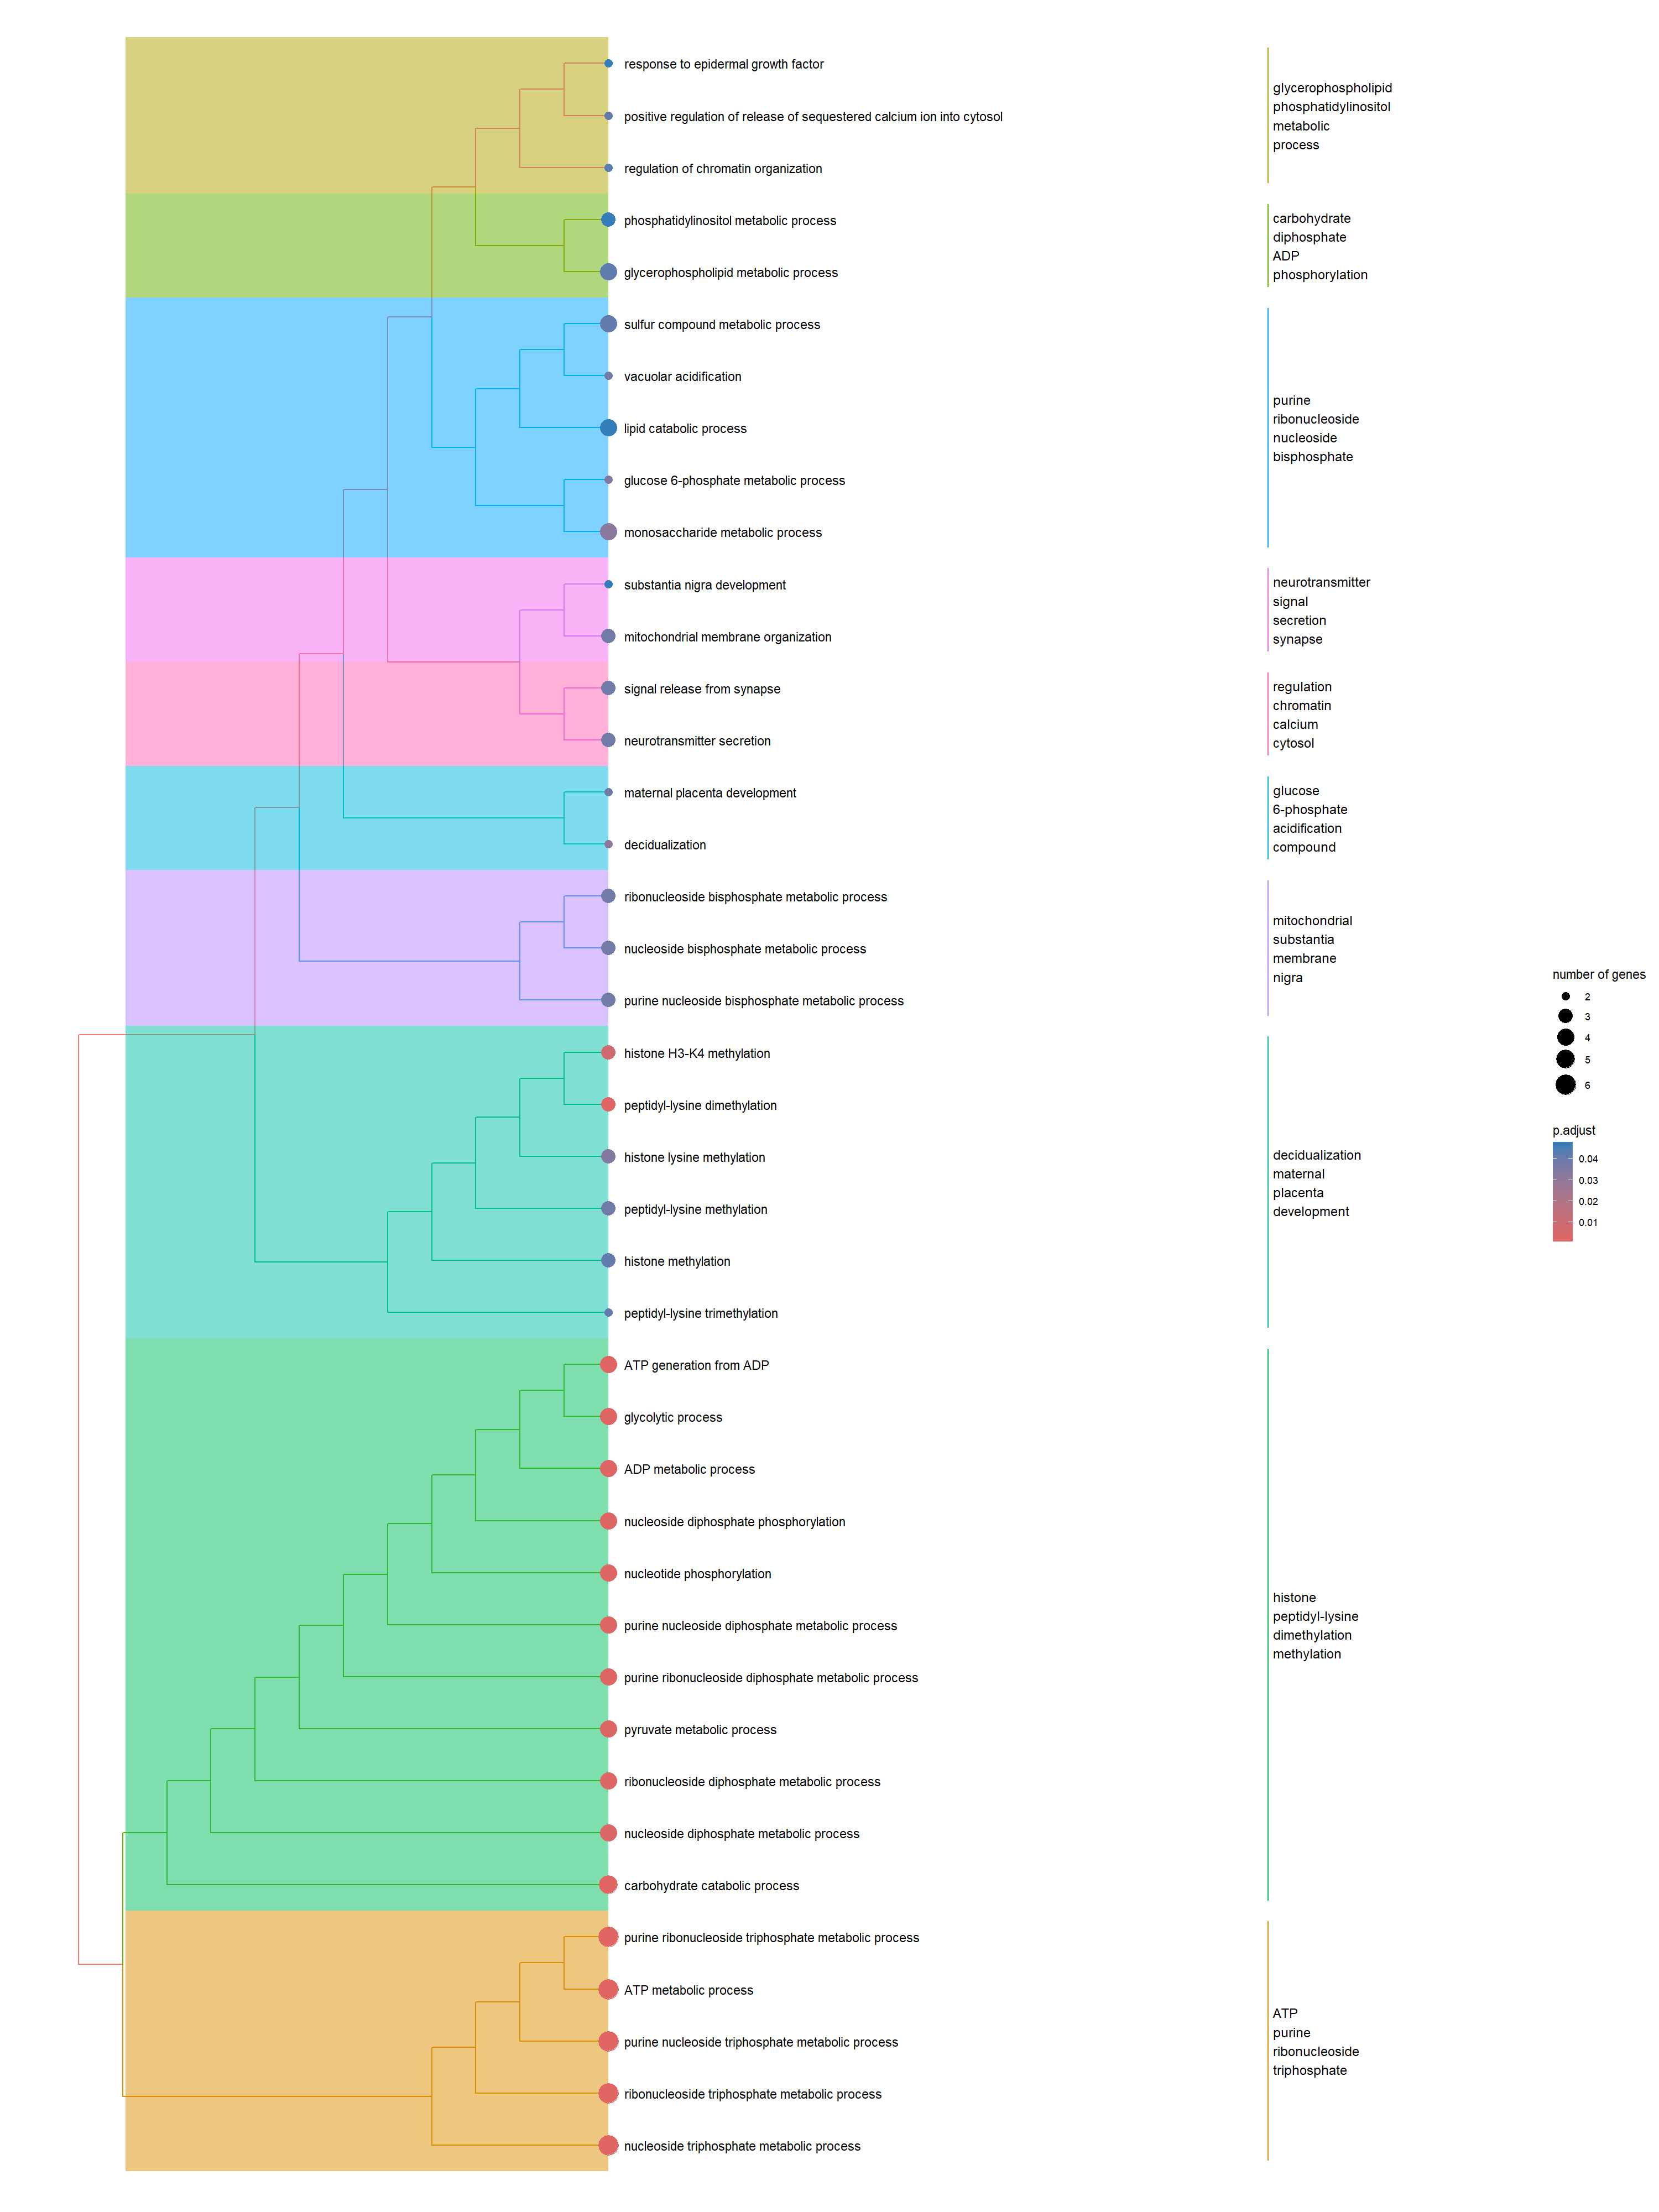 response to epidermal growth factor
positive regulation of release of sequestered calcium ion into cytosol
regulation of chromatin organization
glycerophospholipid
phosphatidylinositol
metabolic
process
phosphatidylinositol metabolic process
glycerophospholipid metabolic process
carbohydrate
diphosphate
ADP
phosphorylation
sulfur compound metabolic process
vacuolar acidification
lipid catabolic process
glucose 6-phosphate metabolic process
monosaccharide metabolic process
purine
ribonucleoside
nucleoside
bisphosphate
substantia nigra development
mitochondrial membrane organization
neurotransmitter
signal
secretion
synapse
signal release from synapse
neurotransmitter secretion
regulation
chromatin
calcium
cytosol
maternal placenta development
decidualization
glucose
6-phosphate
acidification
compound
ribonucleoside bisphosphate metabolic process
nucleoside bisphosphate metabolic process
purine nucleoside bisphosphate metabolic process
mitochondrial
substantia
membrane
nigra
histone H3-K4 methylation
peptidyl-lysine dimethylation
histone lysine methylation
peptidyl-lysine methylation
histone methylation
peptidyl-lysine trimethylation
decidualization
maternal
placenta
development
ATP generation from ADP
glycolytic process
ADP metabolic process
nucleoside diphosphate phosphorylation
nucleotide phosphorylation
purine nucleoside diphosphate metabolic process
purine ribonucleoside diphosphate metabolic process
pyruvate metabolic process
ribonucleoside diphosphate metabolic process
nucleoside diphosphate metabolic process
carbohydrate catabolic process
histone
peptidyl-lysine
dimethylation
methylation
purine ribonucleoside triphosphate metabolic process
ATP metabolic process
purine nucleoside triphosphate metabolic process
ribonucleoside triphosphate metabolic process
nucleoside triphosphate metabolic process
ATP
purine
ribonucleoside
triphosphate
number of genes
2
3
4
5
6
p.adjust
0.04
0.03
0.02
0.01